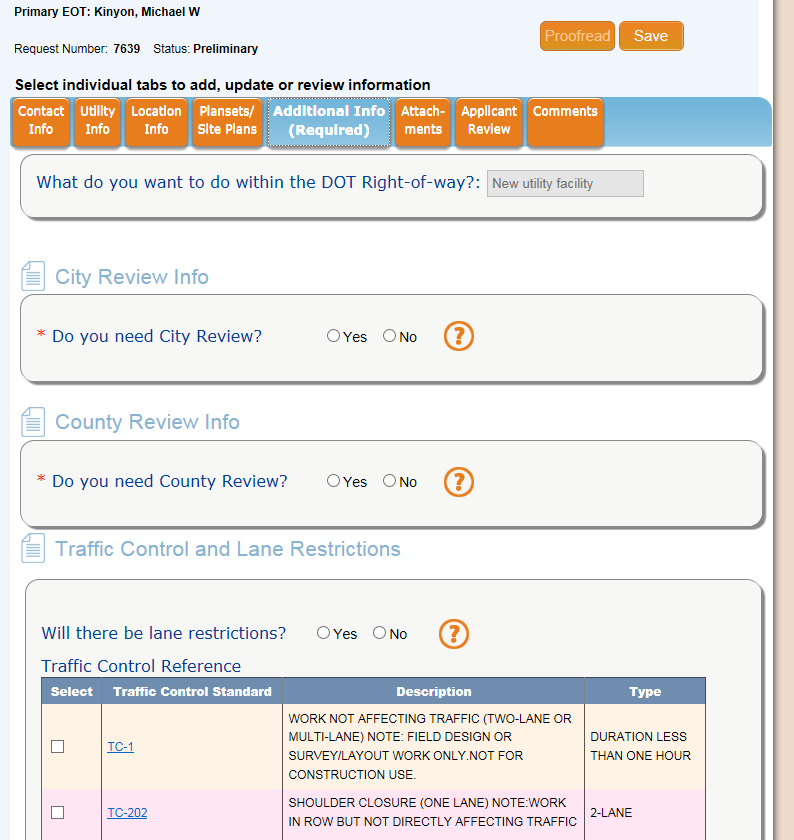 Primary EOT: Kinyon, Michael W
Request Number: 7639 Status: Preliminary
Proofread Save
Select individual tabs to add, update or review information
Contact Info
Utility Info
Location Info
Plansets/ Site Plans
Additional Info (Required)
Attach- ments
Applicant Review
Comments
What do you want to do within the DOT Right-of-way?: New utility facility
City Review Info
* Do you need City Review? Yes No ?
County Review Info
* Do you need County Review? Yes No ?
Traffic Control and Lane Restrictions
Will there be lane restrictions? Yes No ?
Traffic Control Reference
Select Traffic Control Standard Description Type
TC-1
WORK NOT AFFECTING TRAFFIC (TWO-LANE OR
MULTI-LANE) NOTE: FIELD DESIGN OR
SURVEY/LAYOUT WORK ONLY.NOT FOR
CONSTRUCTION USE.
DURATION LESS
THAN ONE HOUR
TC-202
SHOULDER CLOSURE (ONE LANE) NOTE:WORK
IN ROW BUT NOT DIRECTLY AFFECTING TRAFFIC
2-LANE